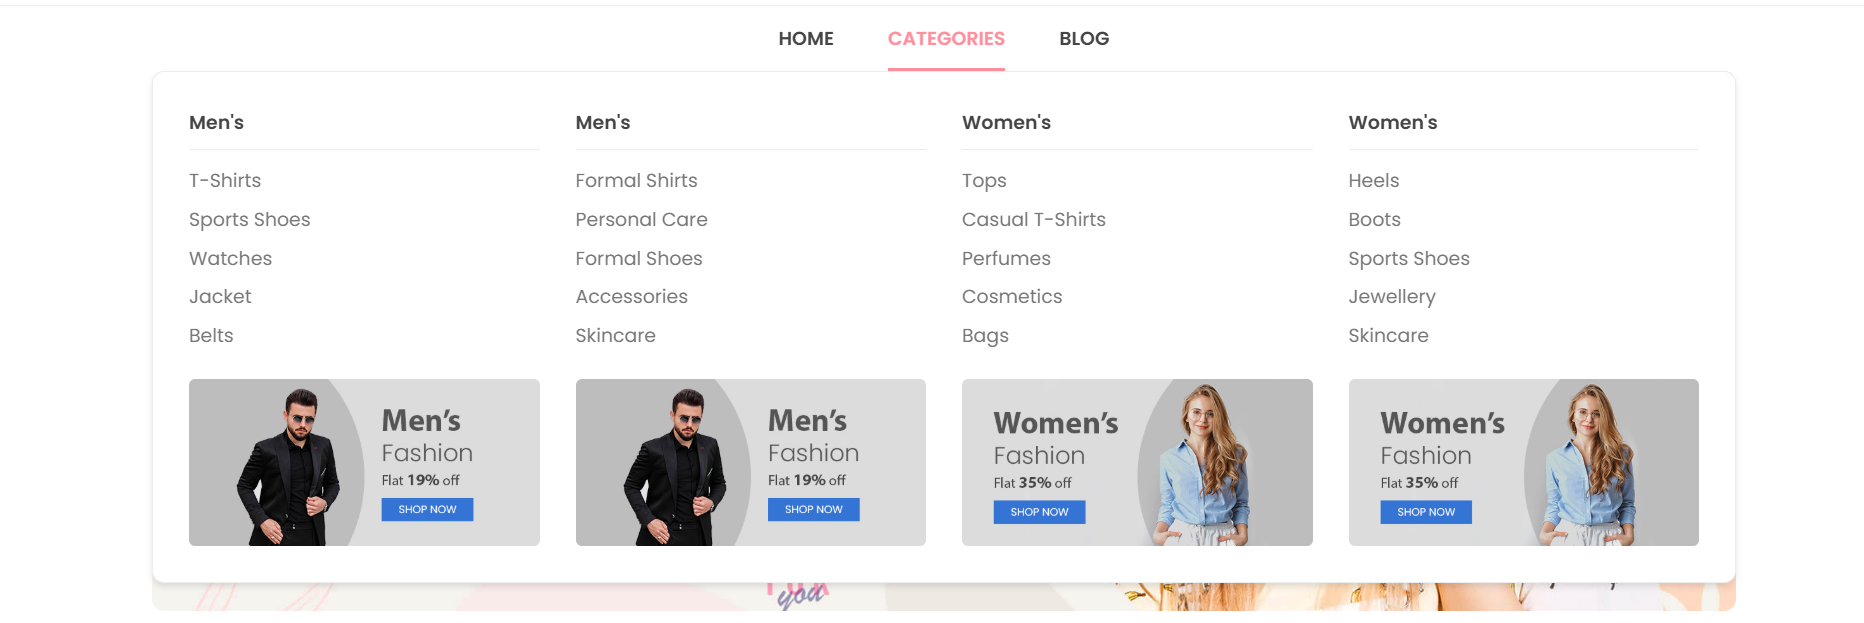 HOME CATEGORIES BLOG
Men's
T-Shirts
Sports Shoes
Watches
Jacket
Belts
Men's
Fashion
Flat 19% off
SHOP NOW
Men's
Formal Shirts
Personal Care
Formal Shoes
Accessories
Skincare
Men's
Fashion
Flat 19% off
SHOP NOW
Women's
Tops
Casual T-Shirts
Perfumes
Cosmetics
Bags
Women's
Fashion
Flat 35% off
SHOP NOW
Women's
Heels
Boots
Sports Shoes
Jewellery
Skincare
Women's
Fashion
Flat 35% off
SHOP NOW
you